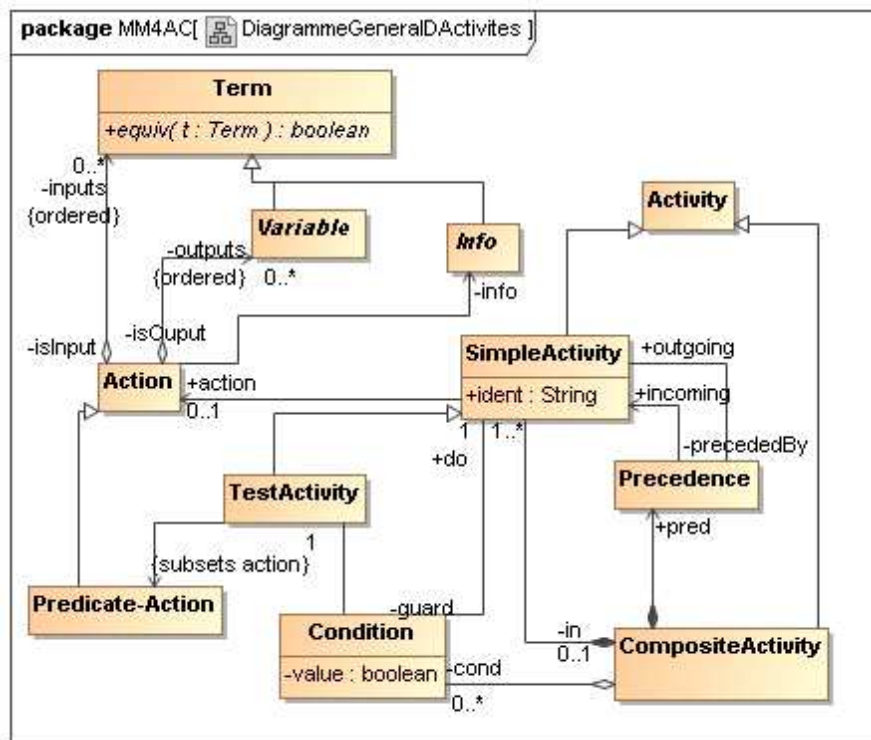 package MM4AC[ DiagrammeGeneralDActivites ]
Term
+equiv( t : Term ) : boolean
0..*
-inputs
{ordered}
Variable
-outputs
{ordered}
0..*
Info
-info
Activity
-isInput
-isOuput
Action
+action
0..1
SimpleActivity
+ident : String
+outgoing
+incoming
1
1..*
+do
-precededBy
TestActivity
1
{subsets action}
Precedence
+pred
Predicate-Action
-guard
Condition
-value : boolean
-cond
0..*
-in
0..1
CompositeActivity